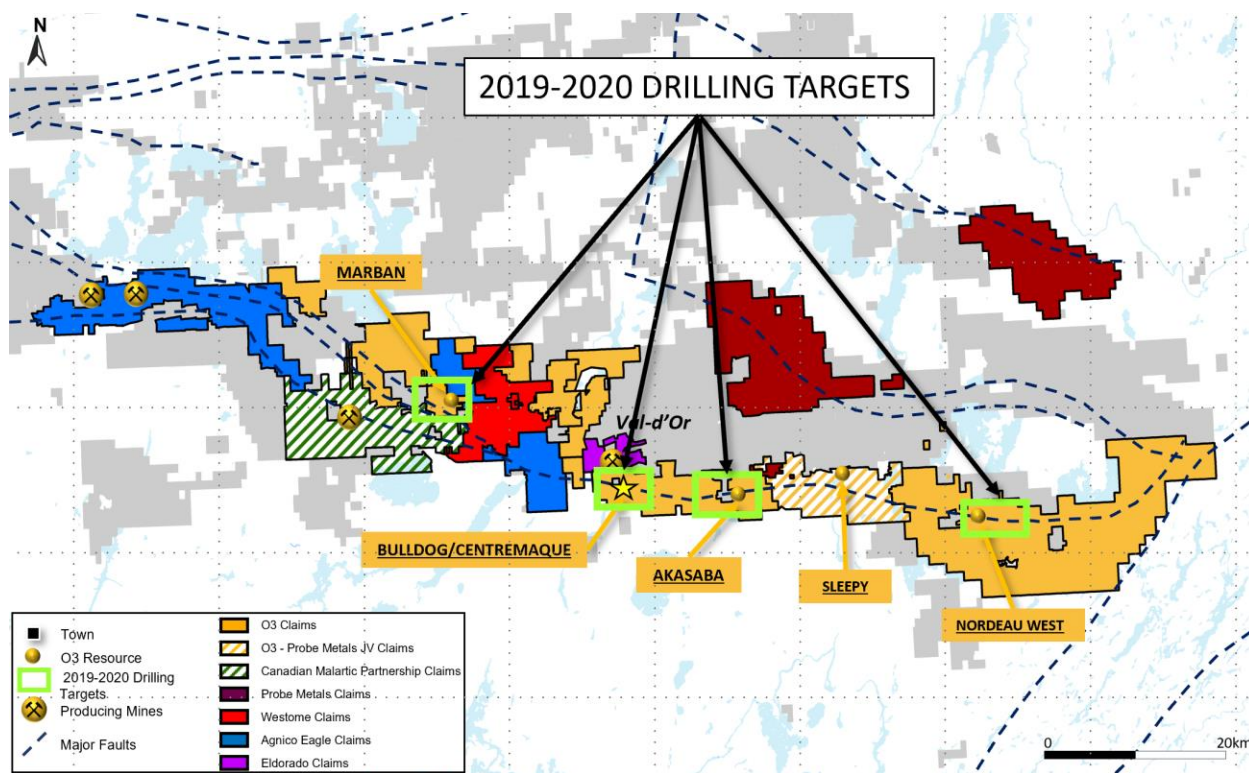 N
2019-2020 DRILLING TARGETS
MARBAN
Val-d'Or
BULLDOG/CENTREMAQUE
AKASABA
SLEEPY
NORDEAU WEST
Town
O3 Resource
2019-2020 Drilling
Targets
Producing Mines
Major Faults
O3 Claims
O3 - Probe Metals JV Claims
Canadian Malartic Partnership Claims
Probe Metals Claims
Westome Claims
Agnico Eagle Claims
Eldorado Claims
0 20km